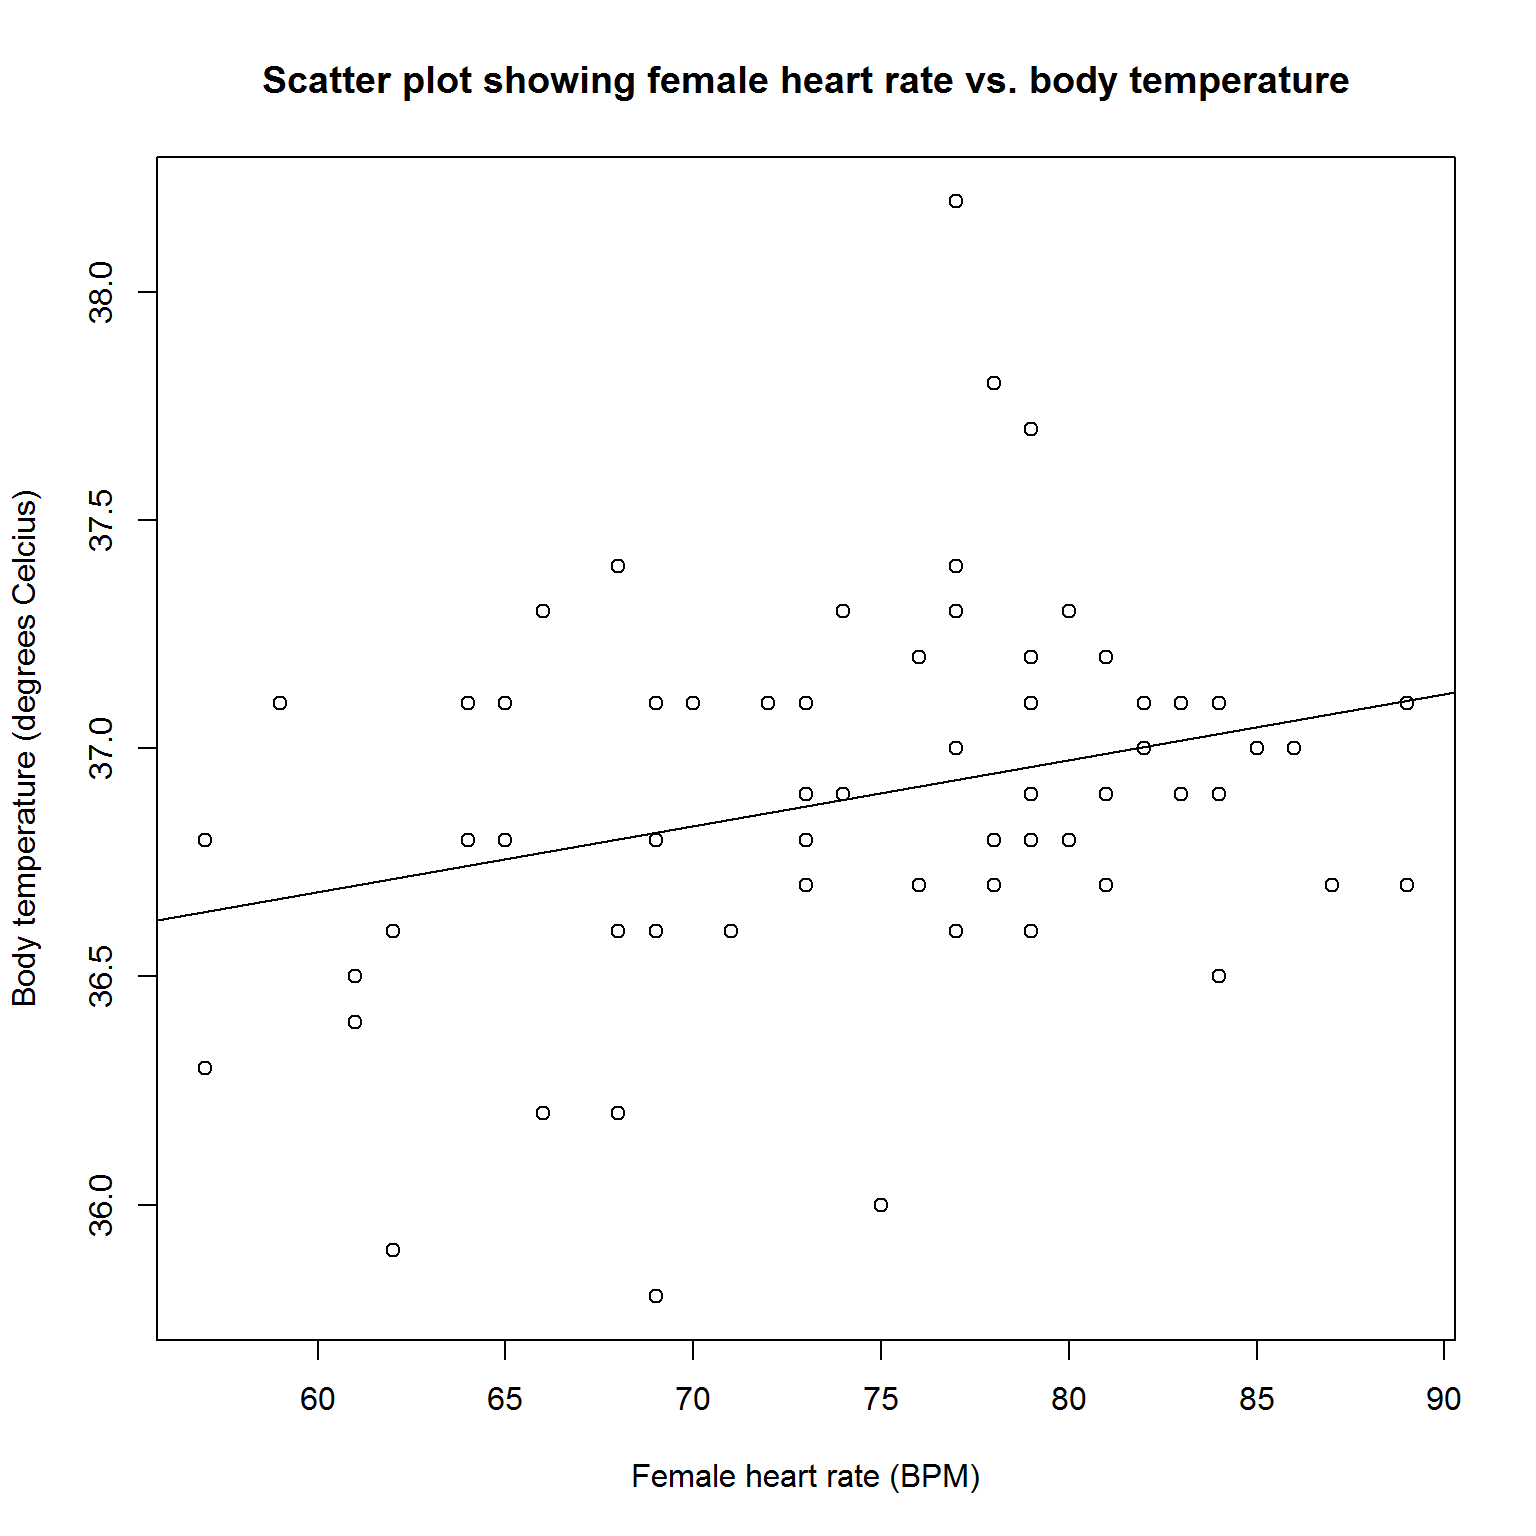 Scatter plot showing female heart rate vs. body temperature
Body temperature (degrees Celcius)
38.0
37.5
37.0
36.5
36.0
60 65 70 75 80 85 90
Female heart rate (BPM)